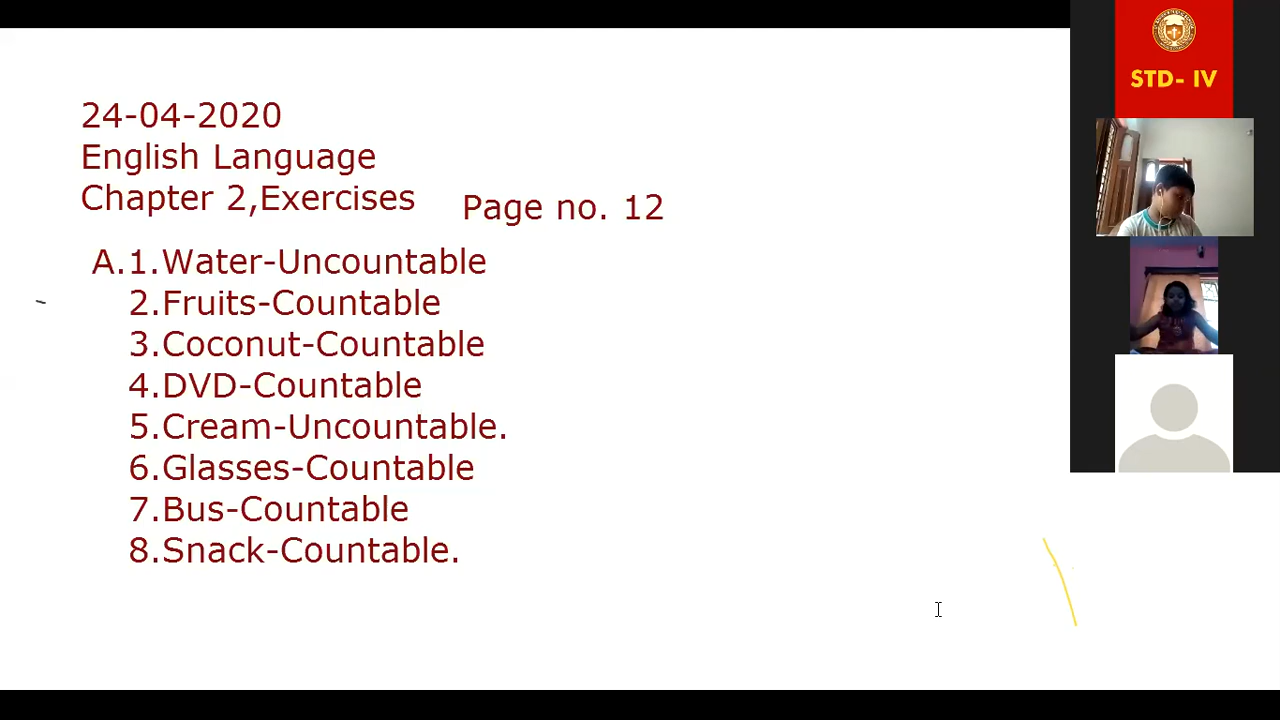 24-04-2020
English Language
Chapter 2,Exercises
Page no. 12
A.1.Water-Uncountable
2.Fruits-Countable
3.Coconut-Countable
4.DVD-Countable
5.Cream-Uncountable.
6.Glasses-Countable
7.Bus-Countable
8.Snack-Countable.
STD- IV